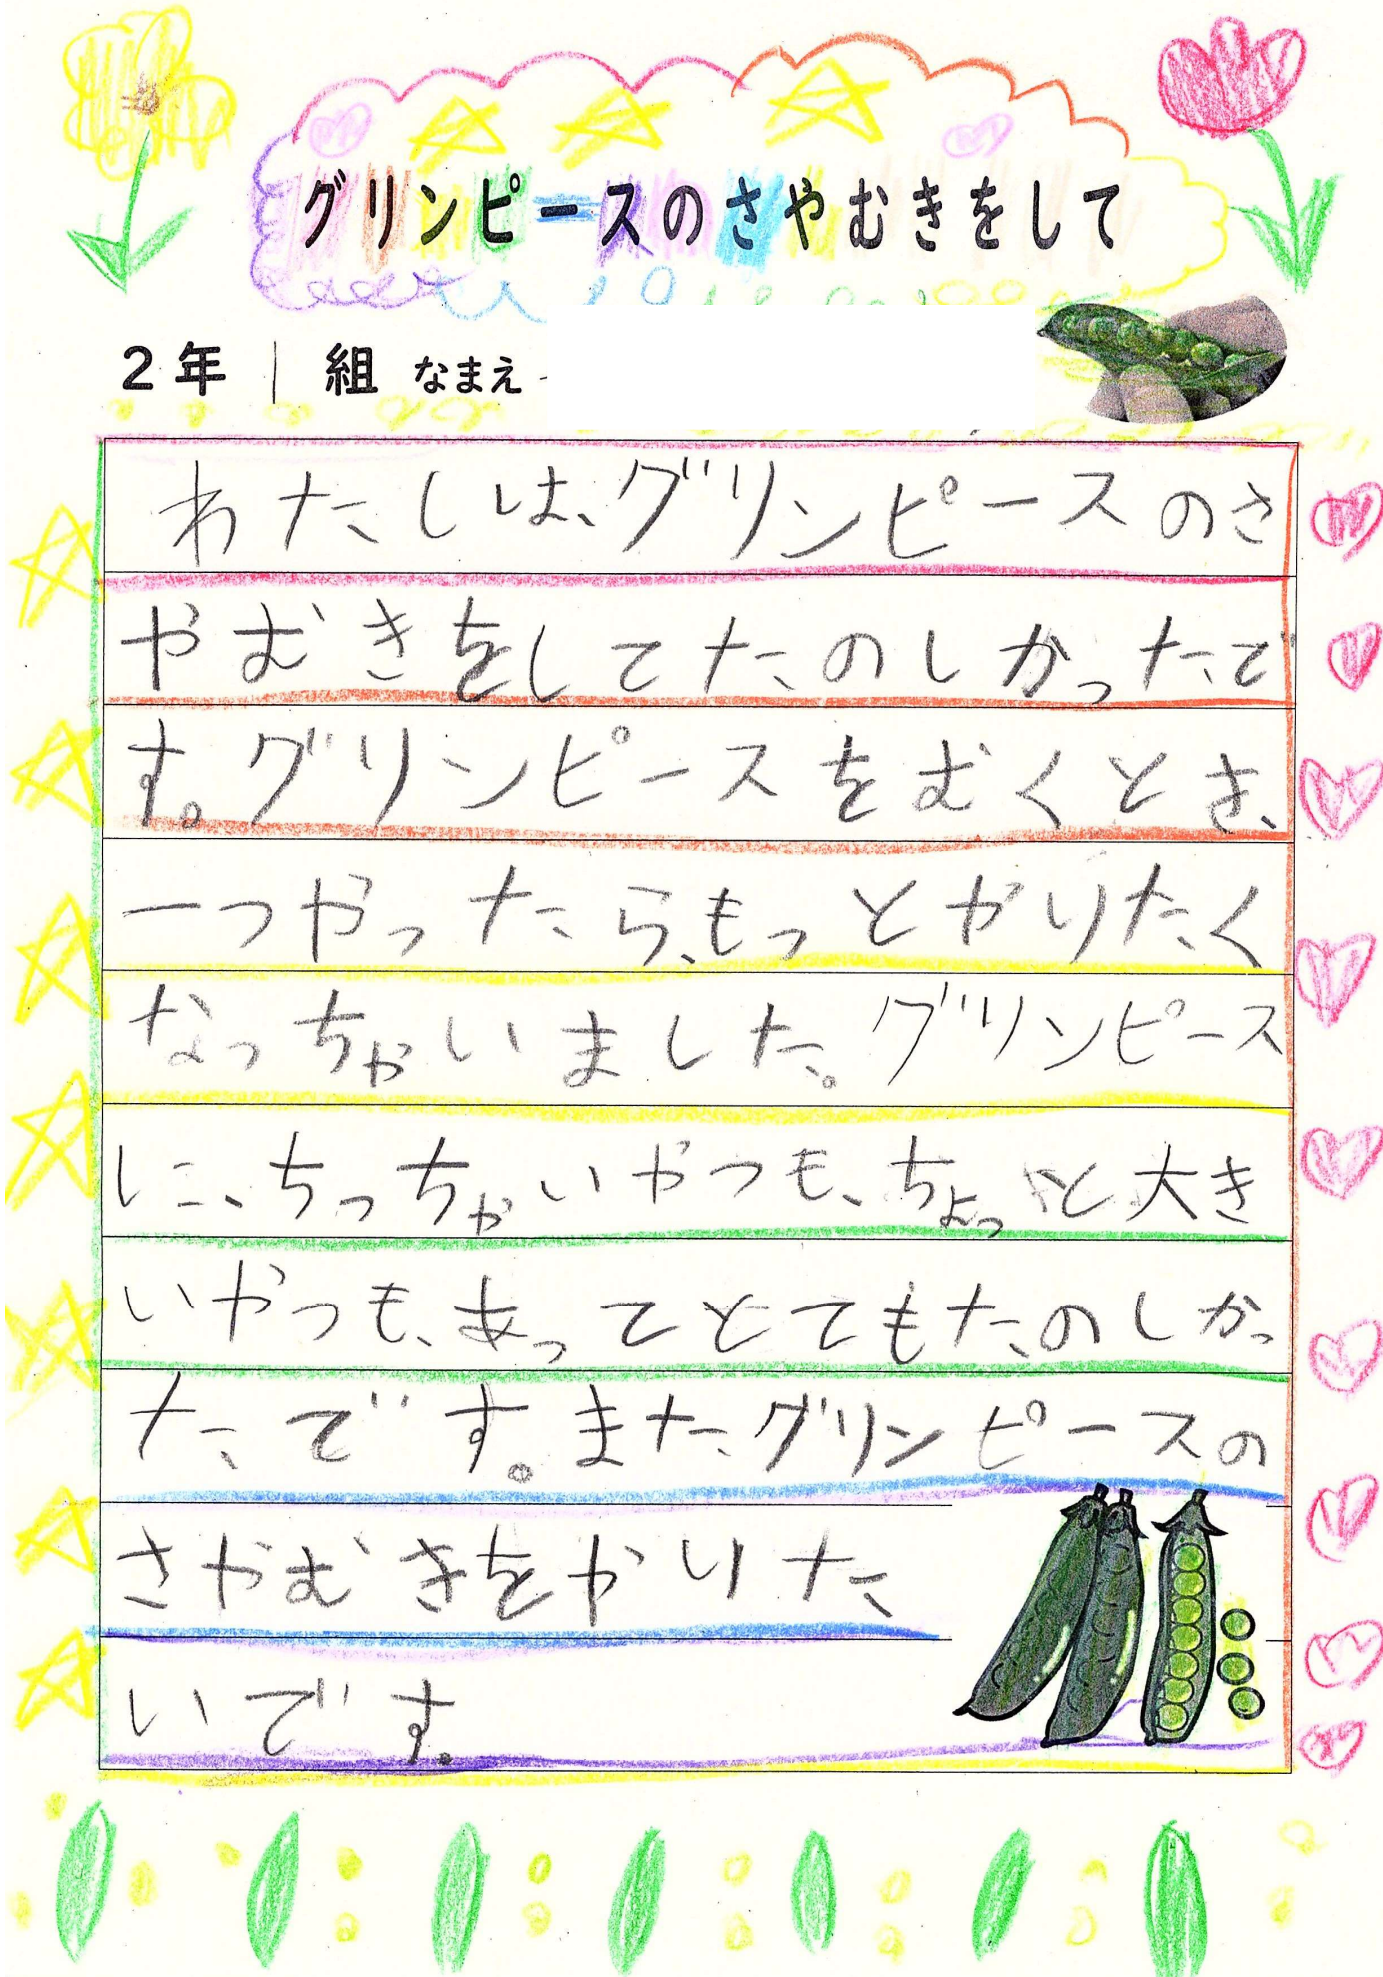 グリンピースのさやむきをして
2年 1 組 なまえ
わたしは、グリンピースのさ
やむきをしてたのしかったで
す。グリンピースをむくとき、
一つやったら、もっとやりたく
なっちゃいました。グリンピース
に、ちっちゃいやつも、ちょっと大き
いやつも、あってとてもたのしかっ
たです。またグリンピースの
さやむきをやりた
いです。